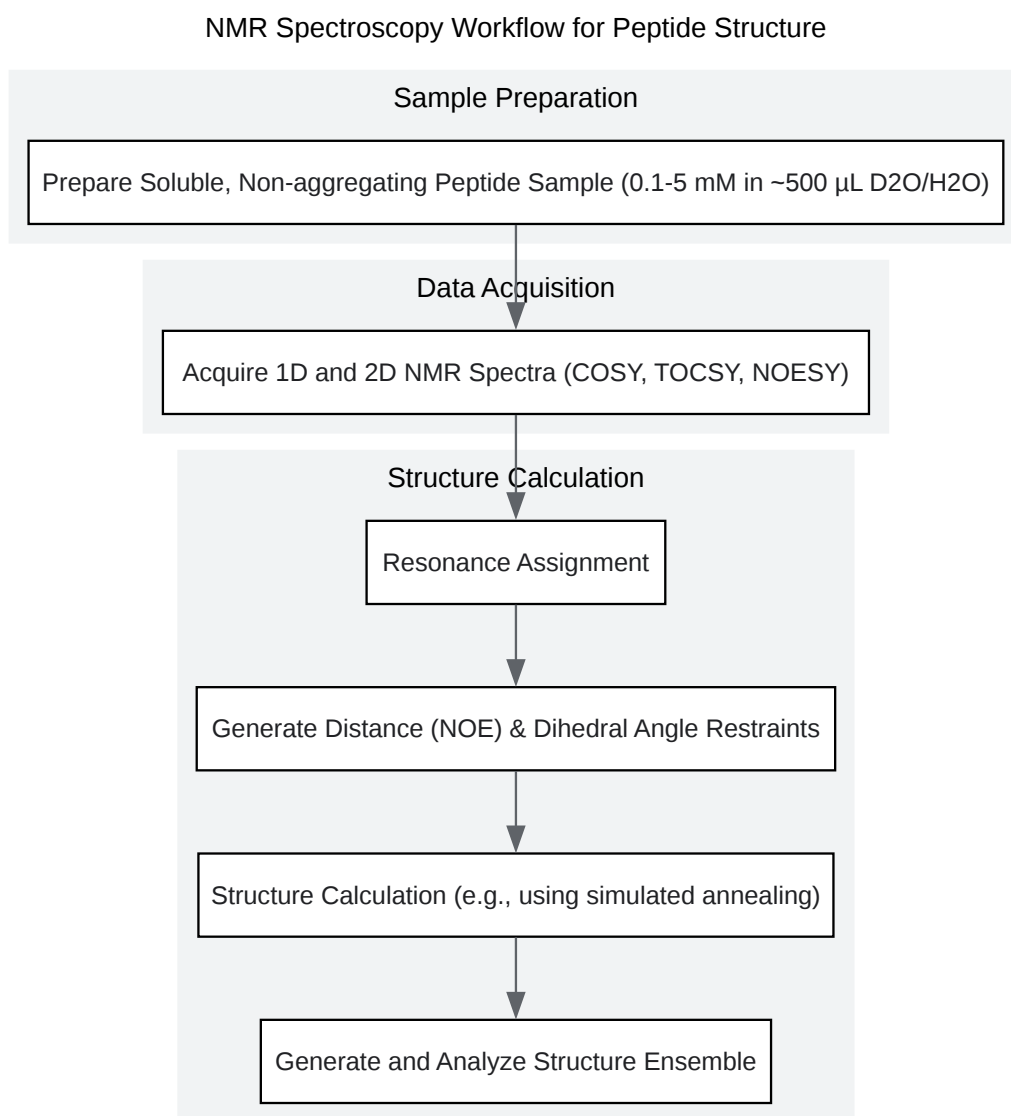 NMR Spectroscopy Workflow for Peptide Structure
Sample Preparation
Prepare Soluble, Non-aggregating Peptide Sample (0.1-5 mM in ~500 µL D2O/H2O)
Data Acquisition
Acquire 1D and 2D NMR Spectra (COSY, TOCSY, NOESY)
Structure Calculation
Resonance Assignment
Generate Distance (NOE) & Dihedral Angle Restraints
Structure Calculation (e.g., using simulated annealing)
Generate and Analyze Structure Ensemble